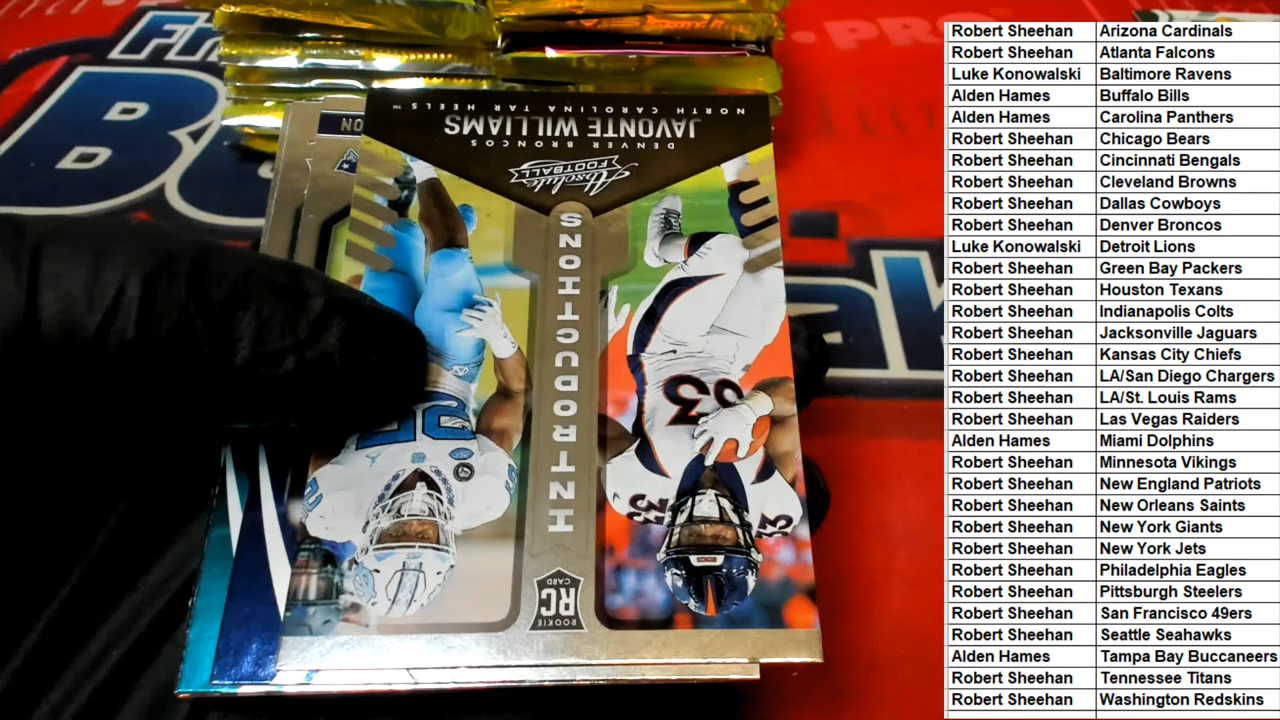 JAVONTE WILLIAMS
NORTH CAROLINA TAR HEELS™
DENVER BRONCOS
Absolute
FOOTBALL
INTRODUCTIONS
ROOKIE
RC
CARD
33
33
Robert Sheehan Arizona Cardinals
Robert Sheehan Atlanta Falcons
Luke Konowalski Baltimore Ravens
Alden Hames Buffalo Bills
Alden Hames Carolina Panthers
Robert Sheehan Chicago Bears
Robert Sheehan Cincinnati Bengals
Robert Sheehan Cleveland Browns
Robert Sheehan Dallas Cowboys
Robert Sheehan Denver Broncos
Luke Konowalski Detroit Lions
Robert Sheehan Green Bay Packers
Robert Sheehan Houston Texans
Robert Sheehan Indianapolis Colts
Robert Sheehan Jacksonville Jaguars
Robert Sheehan Kansas City Chiefs
Robert Sheehan LA/San Diego Chargers
Robert Sheehan LA/St. Louis Rams
Robert Sheehan Las Vegas Raiders
Alden Hames Miami Dolphins
Robert Sheehan Minnesota Vikings
Robert Sheehan New England Patriots
Robert Sheehan New Orleans Saints
Robert Sheehan New York Giants
Robert Sheehan New York Jets
Robert Sheehan Philadelphia Eagles
Robert Sheehan Pittsburgh Steelers
Robert Sheehan San Francisco 49ers
Robert Sheehan Seattle Seahawks
Alden Hames Tampa Bay Buccaneers
Robert Sheehan Tennessee Titans
Robert Sheehan Washington Redskins